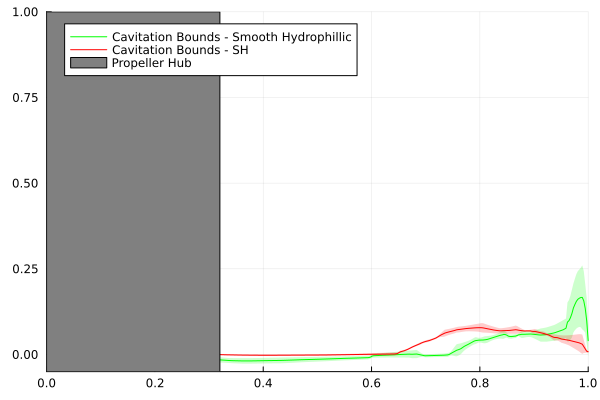 1.00
Cavitation Bounds - Smooth Hydrophillic
Cavitation Bounds - SH
Propeller Hub
0.75
0.50
0.25
0.00
0.0 0.2 0.4 0.6 0.8 1.0